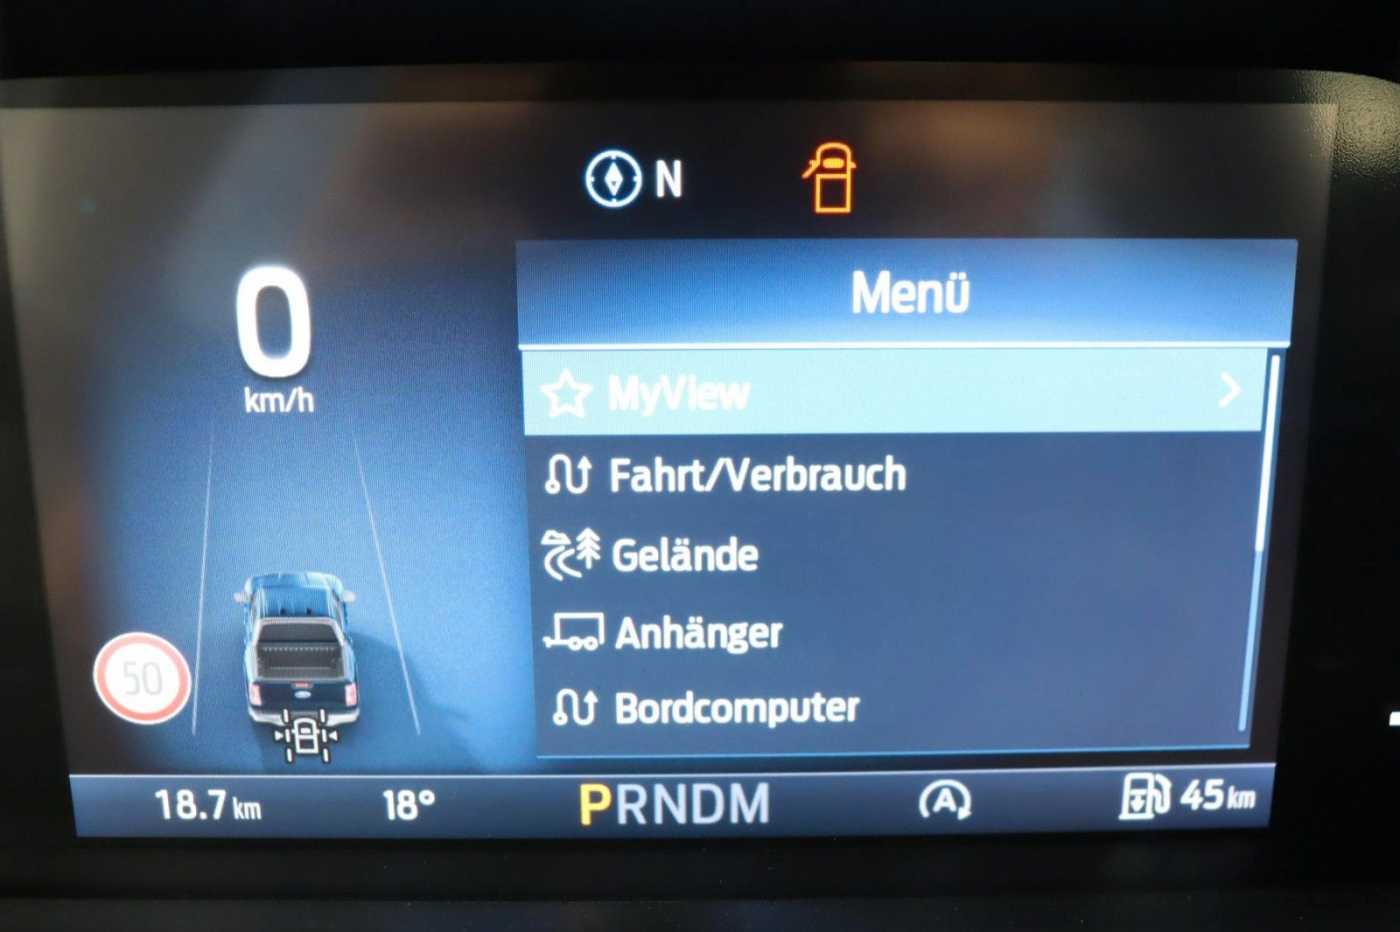 N
0
km/h
Menü
MyView
Fahrt/Verbrauch
Gelände
Anhänger
Bordcomputer
50
18.7 km 18° PRNDM A 45 km